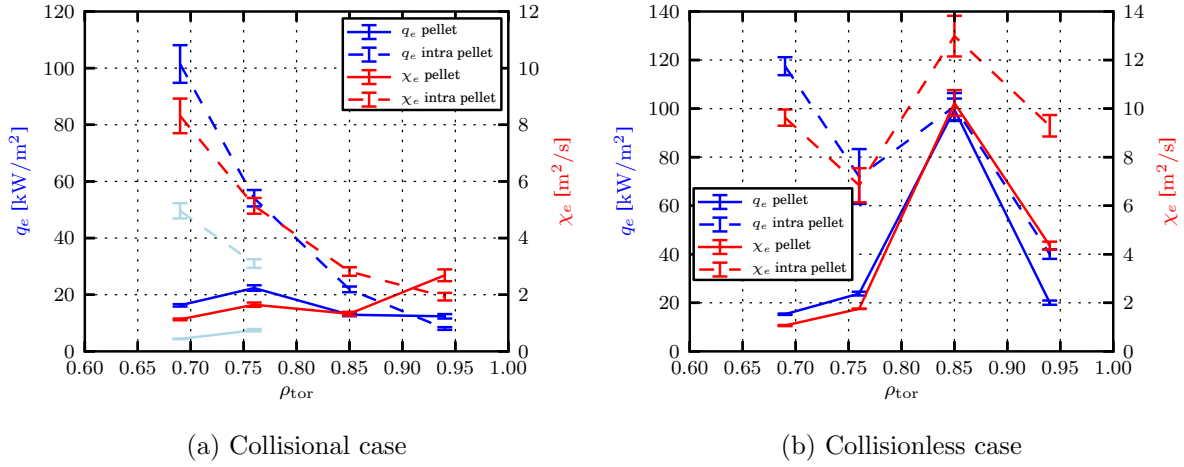 140
120
100
80
60
40
20
0
q_e [kW/m²]
0.60 0.70 0.75 0.80 0.85 0.90 0.95 1.00
ρ_tor
12
10
8
6
4
2
0
χ_e [m²/s]
q_e pellet
q_e intra pellet
χ_e pellet
χ_e intra pellet
(a) Collisional case
140
120
100
80
60
40
20
0
q_e [kW/m²]
0.60 0.70 0.75 0.80 0.85 0.90 0.95 1.00
ρ_tor
14
12
10
8
6
4
2
0
χ_e [m²/s]
q_e pellet
q_e intra pellet
χ_e pellet
χ_e intra pellet
(b) Collisionless case